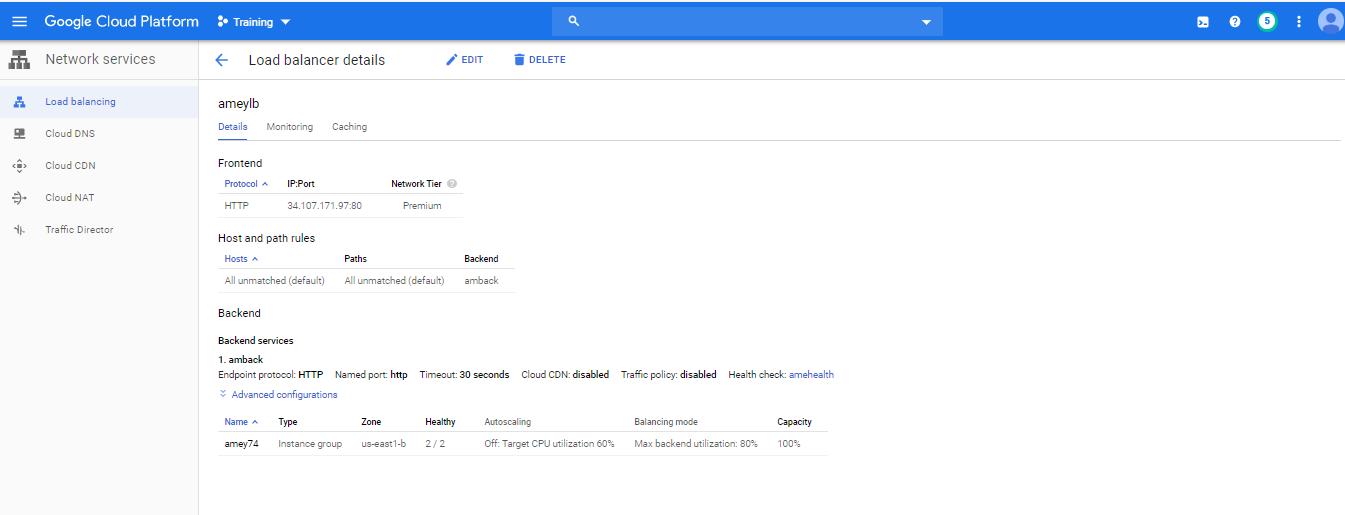 Google Cloud Platform Training 5
Network services
Load balancer details EDIT DELETE
Load balancing
Cloud DNS
Cloud CDN
Cloud NAT
Traffic Director
ameylb
Details Monitoring Caching
Frontend
Protocol IP:Port Network Tier
HTTP 34.107.171.97:80 Premium
Host and path rules
Hosts Paths Backend
All unmatched (default) All unmatched (default) amback
Backend
Backend services
1. amback
Endpoint protocol: HTTP Named port: http Timeout: 30 seconds Cloud CDN: disabled Traffic policy: disabled Health check: amehealth
Advanced configurations
Name Type Zone Healthy Autoscaling Balancing mode Capacity
amey74 Instance group us-east1-b 2 / 2 Off: Target CPU utilization 60% Max backend utilization: 80% 100%